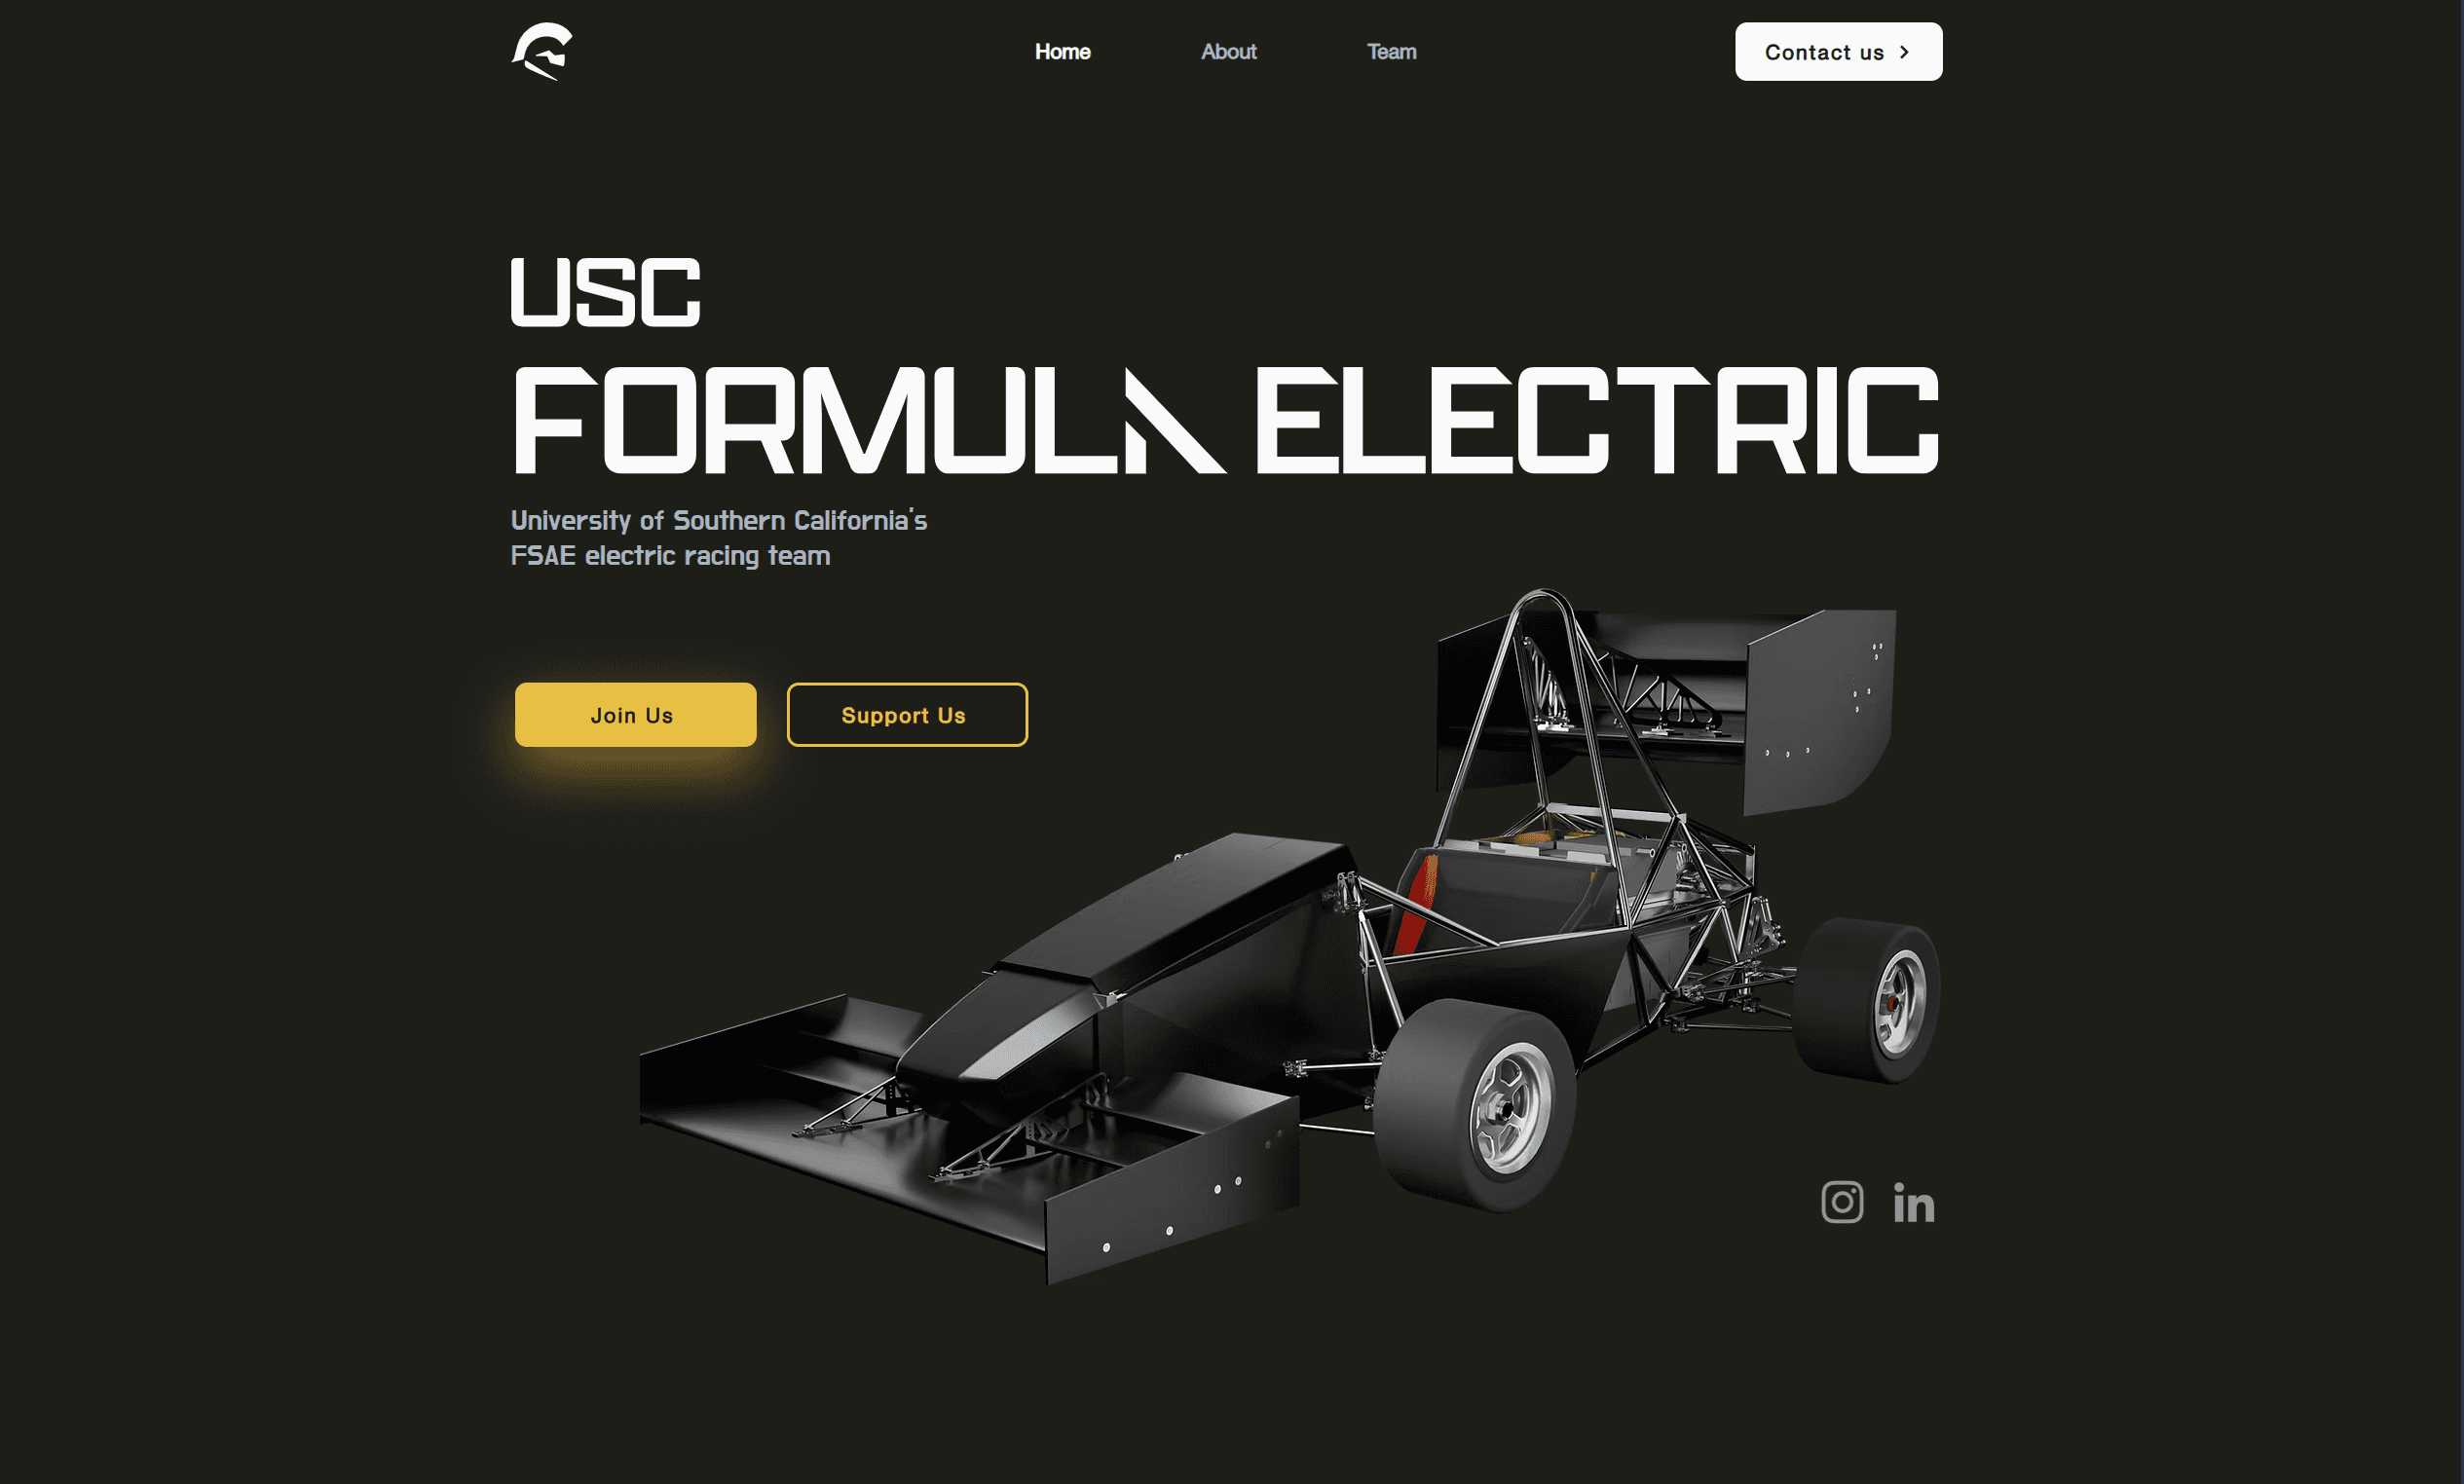 Home
About
Team
Contact us
USC
FORMULA ELECTRIC
University of Southern California's
FSAE electric racing team
Join Us
Support Us
in